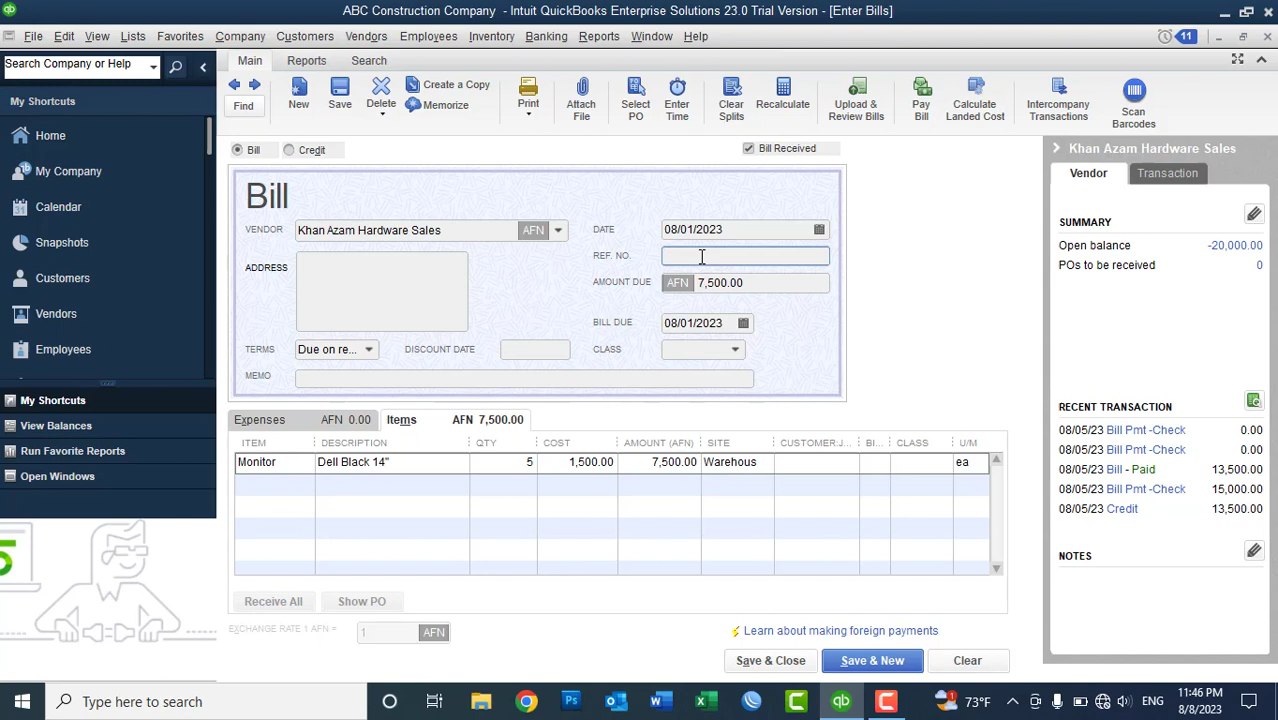 ABC Construction Company - Intuit QuickBooks Enterprise Solutions 23.0 Trial Version - [Enter Bills]
File Edit View Lists Favorites Company Customers Vendors Employees Inventory Banking Reports Window Help 11
Search Company or Help
My Shortcuts
Home
My Company
Calendar
Snapshots
Customers
Vendors
Employees
My Shortcuts
View Balances
Run Favorite Reports
Open Windows
Main Reports Search
Find
New
Save
Delete
Create a Copy
Memorize
Print
Attach
File
Select
PO
Enter
Time
Clear
Splits
Recalculate
Upload &
Review Bills
Pay
Bill
Calculate
Landed Cost
Intercompany
Transactions
Scan
Barcodes
Bill Credit Bill Received
Bill
VENDOR Khan Azam Hardware Sales AFN DATE 08/01/2023
ADDRESS REF. NO.
AMOUNT DUE AFN 7,500.00
BILL DUE 08/01/2023
TERMS Due on re... DISCOUNT DATE CLASS
MEMO
Expenses AFN 0.00 Items AFN 7,500.00
ITEM DESCRIPTION QTY COST AMOUNT (AFN) SITE CUSTOMER:J... BI... CLASS U/M
Monitor Dell Black 14" 5 1,500.00 7,500.00 Warehous ea
Receive All Show PO
EXCHANGE RATE 1 AFN = 1 AFN
Learn about making foreign payments
Save & Close Save & New Clear
Khan Azam Hardware Sales
Vendor Transaction
SUMMARY
Open balance -20,000.00
POs to be received 0
RECENT TRANSACTION
08/05/23 Bill Pmt -Check 0.00
08/05/23 Bill Pmt -Check 0.00
08/05/23 Bill - Paid 13,500.00
08/05/23 Bill Pmt -Check 15,000.00
08/05/23 Credit 13,500.00
NOTES
Type here to search
73°F
ENG
11:46 PM
8/8/2023